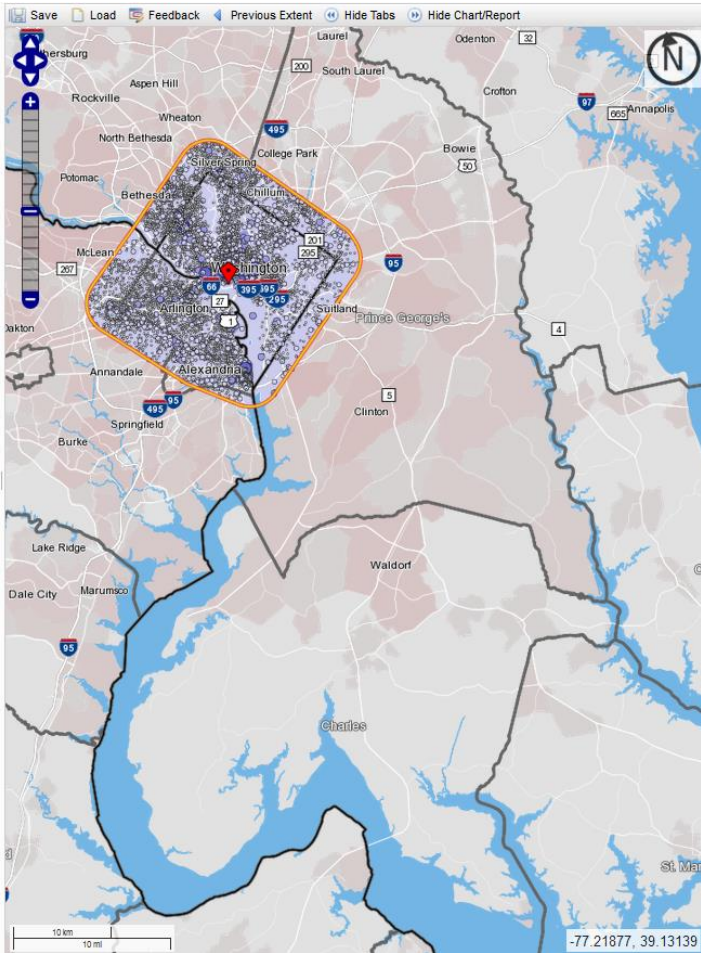 Save Load Feedback Previous Extent Hide Tabs Hide Chart/Report
Laurel
Odenton 32
thersburg
200
South Laurel
N
Aspen Hill
Crofton
Rockville
97
Wheaton
665 Annapolis
495
North Bethesda
Bowie
College Park
50
Silver Spring
Potomac
Chillum
Bethesda
201
McLean
295
267
Washington
95
66 395 695
295
27
Arlington
Suitland
1
Prince George's
4
Oakton
Alexandria
Annandale
5
95
495
Clinton
Springfield
Burke
Lake Ridge
Waldorf
Dale City
Marumsco
95
Charles
St. Mar
10 km
10 mi
-77.21877, 39.13139